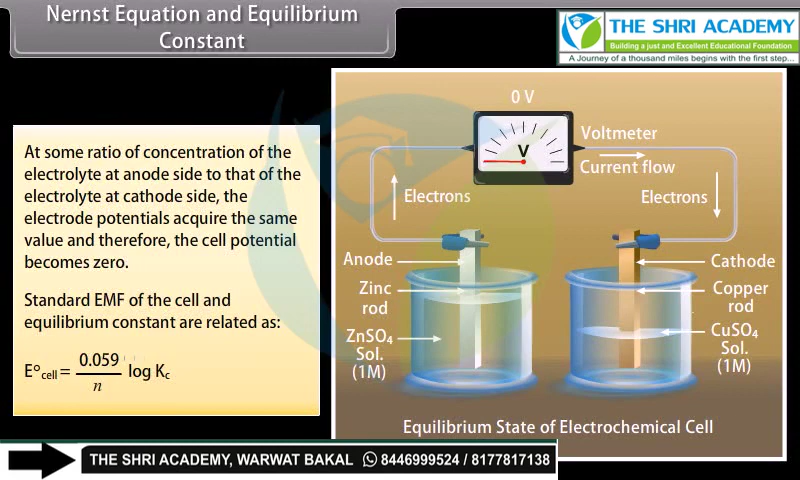 Nernst Equation and Equilibrium
Constant
THE SHRI ACADEMY
Building a just and Excellent Educational Foundation
A Journey of a thousand miles begins with the first step...
At some ratio of concentration of the
electrolyte at anode side to that of the
electrolyte at cathode side, the
electrode potentials acquire the same
value and therefore, the cell potential
becomes zero.
Standard EMF of the cell and
equilibrium constant are related as:
E°cell = 0.059/n log Kc
0 V
V
Voltmeter
Current flow
Electrons
Electrons
Anode
Cathode
Zinc
rod
Copper
rod
ZnSO₄
Sol.
(1M)
CuSO₄
Sol.
(1M)
Equilibrium State of Electrochemical Cell
THE SHRI ACADEMY, WARWAT BAKAL 8446999524 / 8177817138